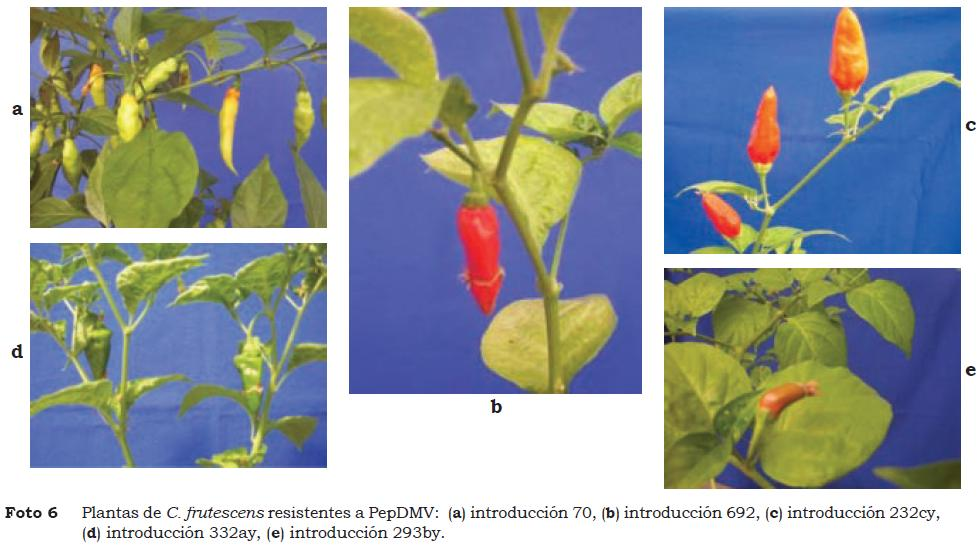 a
b
c
d
e
Foto 6 Plantas de C. frutescens resistentes a PepDMV: (a) introducción 70, (b) introducción 692, (c) introducción 232cy,
(d) introducción 332ay, (e) introducción 293by.